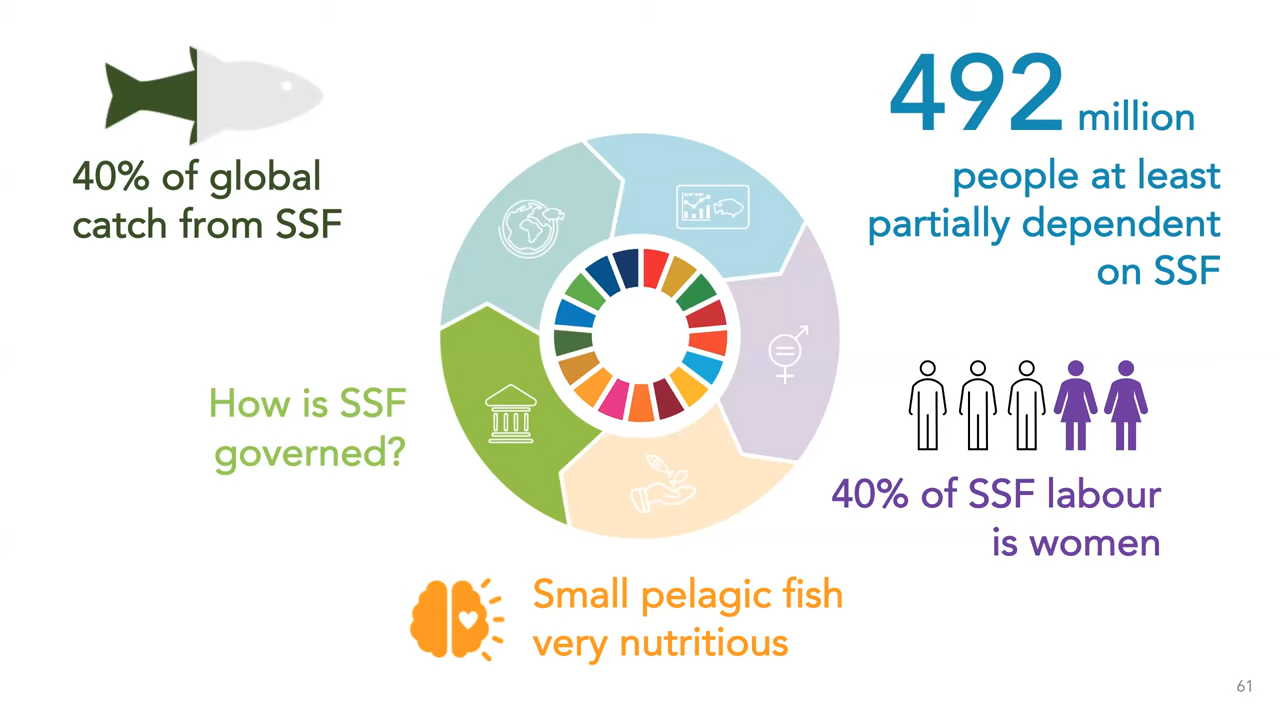 40% of global
catch from SSF
492 million
people at least
partially dependent
on SSF
How is SSF
governed?
40% of SSF labour
is women
Small pelagic fish
very nutritious
61